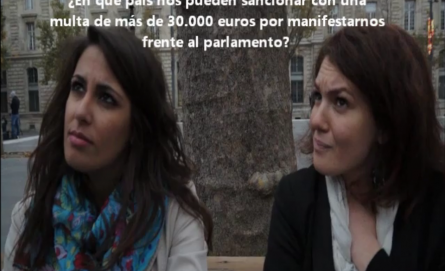 ¿En qué país nos pueden sancionar con una
multa de más de 30.000 euros por manifestarnos
frente al parlamento?